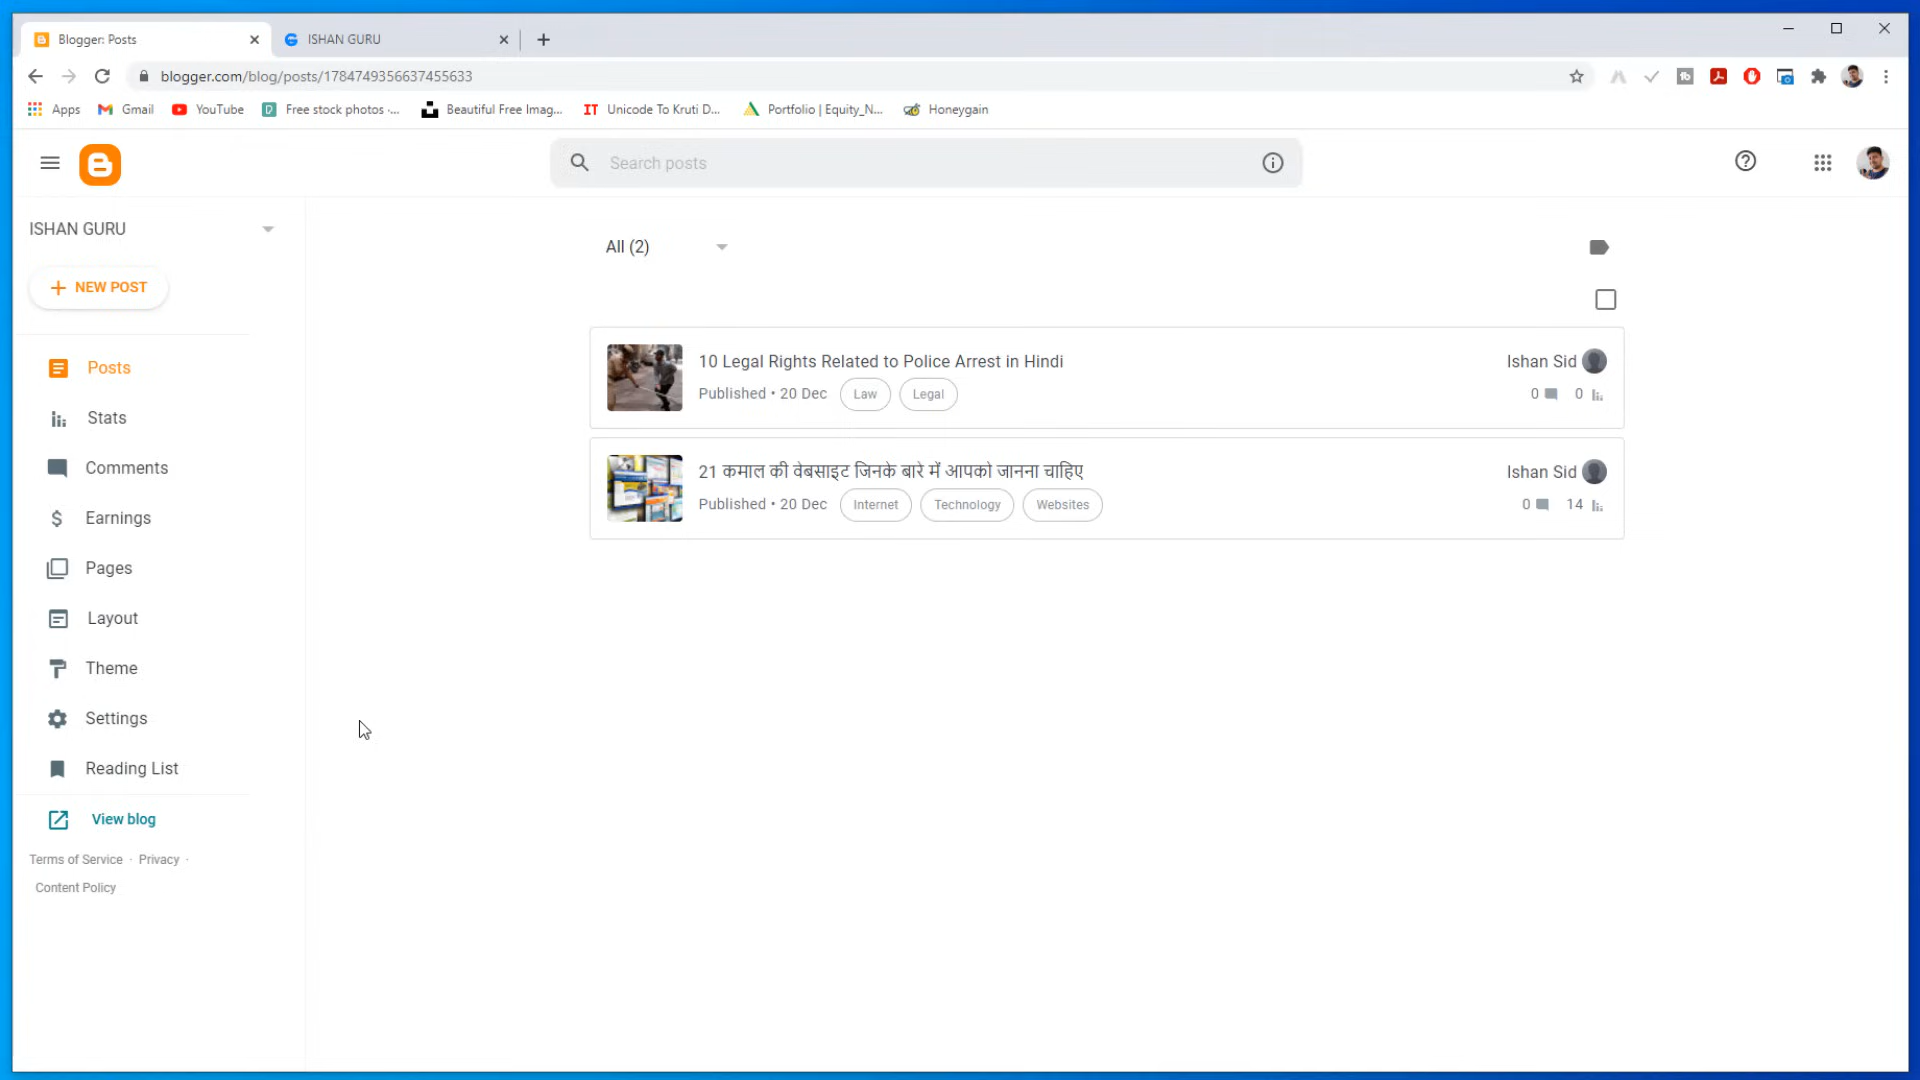 Blogger: Posts
ISHAN GURU
blogger.com/blog/posts/1784749356637455633
Apps
Gmail
YouTube
Free stock photos ·...
Beautiful Free Imag...
Unicode To Kruti D...
Portfolio | Equity_N...
Honeygain
Search posts
ISHAN GURU
NEW POST
Posts
Stats
Comments
Earnings
Pages
Layout
Theme
Settings
Reading List
View blog
Terms of Service · Privacy ·
Content Policy
All (2)
10 Legal Rights Related to Police Arrest in Hindi
Ishan Sid
Published • 20 Dec
Law
Legal
0
0
21 कमाल की वेबसाइट जिनके बारे में आपको जानना चाहिए
Ishan Sid
Published • 20 Dec
Internet
Technology
Websites
0
14